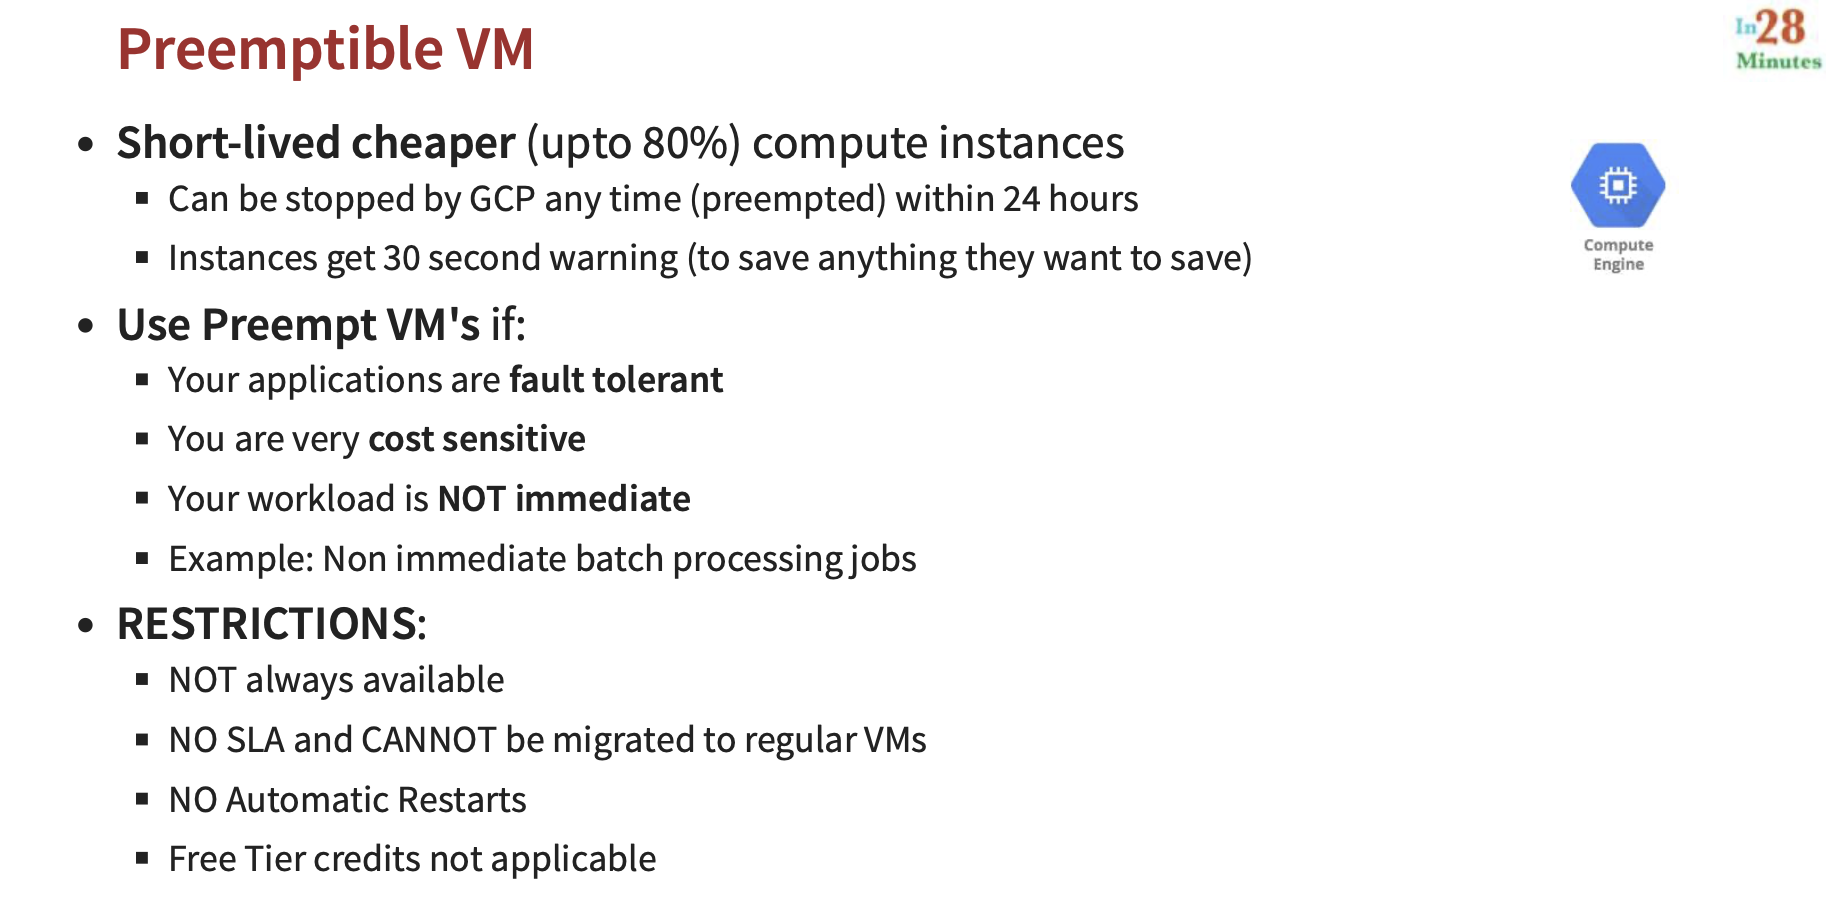 Preemptible VM
In28
Minutes
Short-lived cheaper (upto 80%) compute instances
Can be stopped by GCP any time (preempted) within 24 hours
Instances get 30 second warning (to save anything they want to save)
Compute
Engine
Use Preempt VM's if:
Your applications are fault tolerant
You are very cost sensitive
Your workload is NOT immediate
Example: Non immediate batch processing jobs
RESTRICTIONS:
NOT always available
NO SLA and CANNOT be migrated to regular VMs
NO Automatic Restarts
Free Tier credits not applicable